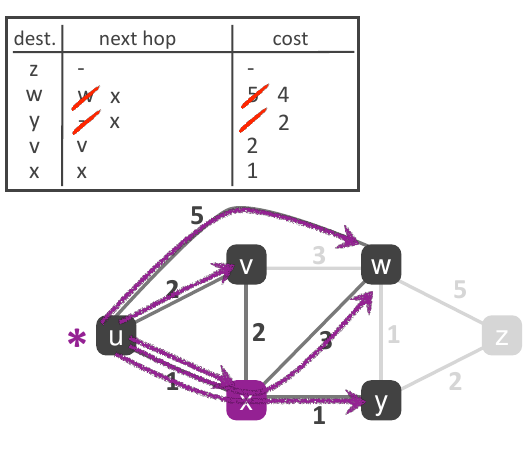 dest. next hop cost
z - -
w w x 5 4
y - x - 2
v v 2
x x 1
5
v 3 w
2 5
* u 2 3 1 z
1 2
x 1 y